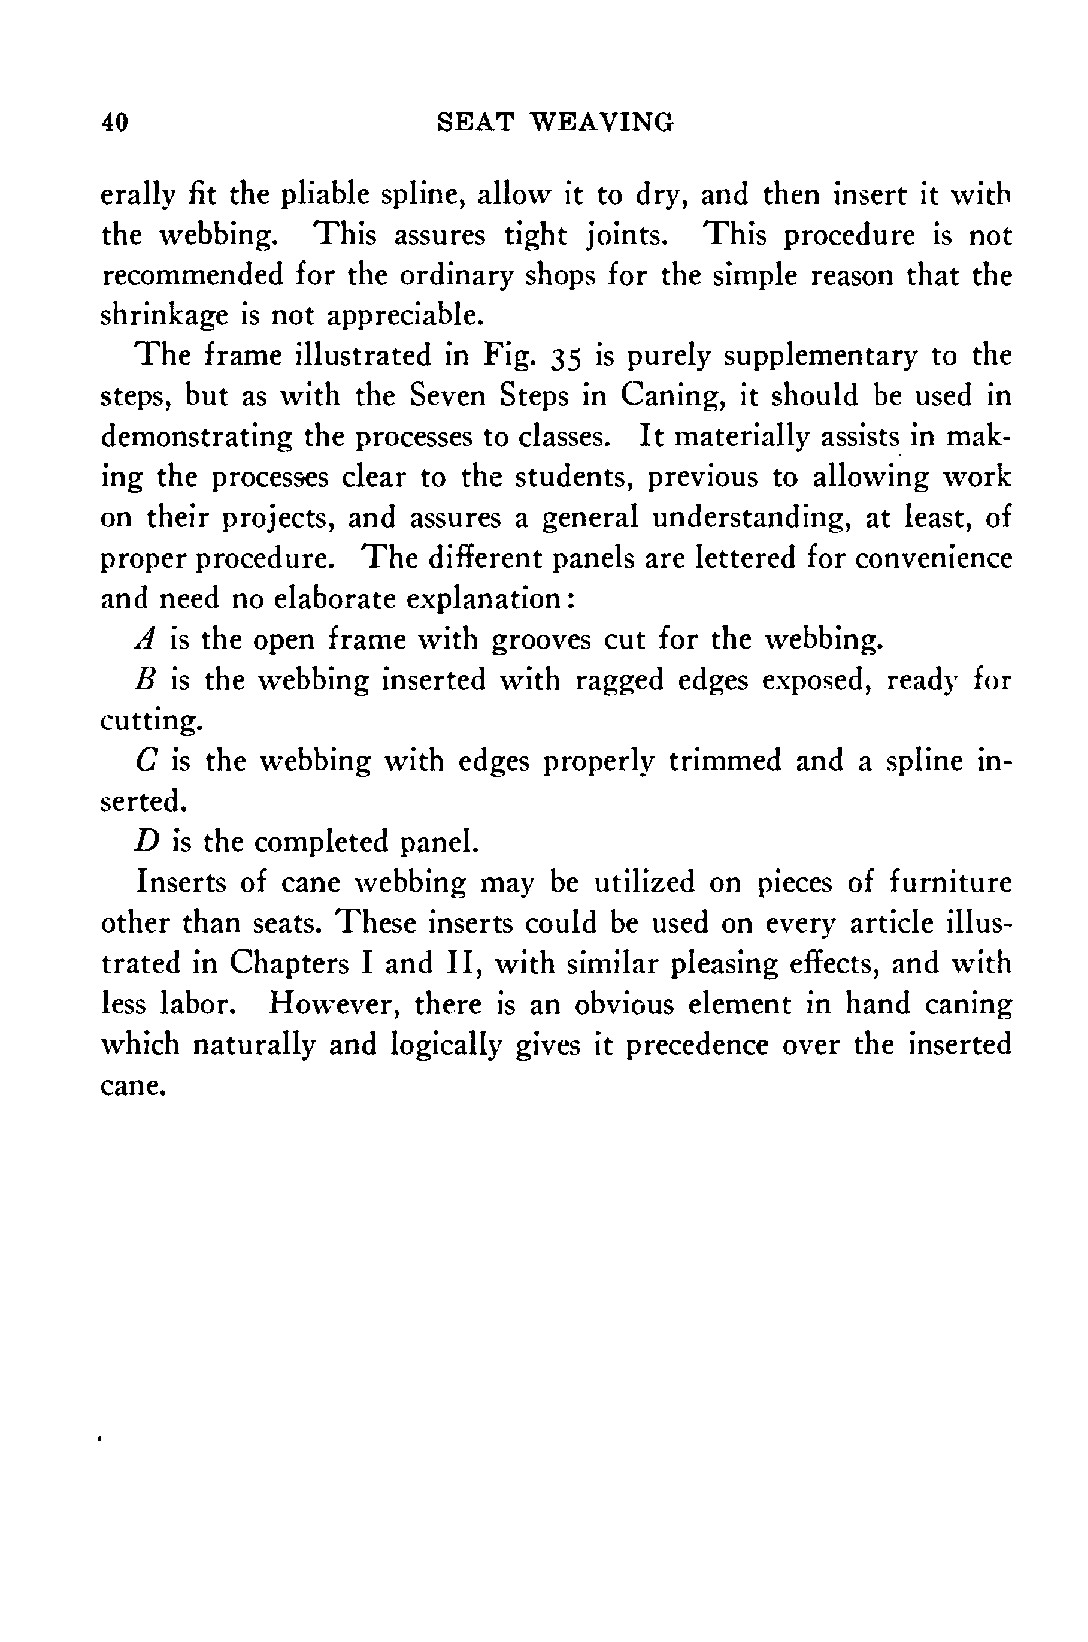 40 SEAT WEAVING
erally fit the pliable spline, allow it to dry, and then insert it with
the webbing. This assures tight joints. This procedure is not
recommended for the ordinary shops for the simple reason that the
shrinkage is not appreciable.
The frame illustrated in Fig. 35 is purely supplementary to the
steps, but as with the Seven Steps in Caning, it should be used in
demonstrating the processes to classes. It materially assists in mak-
ing the processes clear to the students, previous to allowing work
on their projects, and assures a general understanding, at least, of
proper procedure. The different panels are lettered for convenience
and need no elaborate explanation:
A is the open frame with grooves cut for the webbing.
B is the webbing inserted with ragged edges exposed, ready for
cutting.
C is the webbing with edges properly trimmed and a spline in-
serted.
D is the completed panel.
Inserts of cane webbing may be utilized on pieces of furniture
other than seats. These inserts could be used on every article illus-
trated in Chapters I and II, with similar pleasing effects, and with
less labor. However, there is an obvious element in hand caning
which naturally and logically gives it precedence over the inserted
cane.